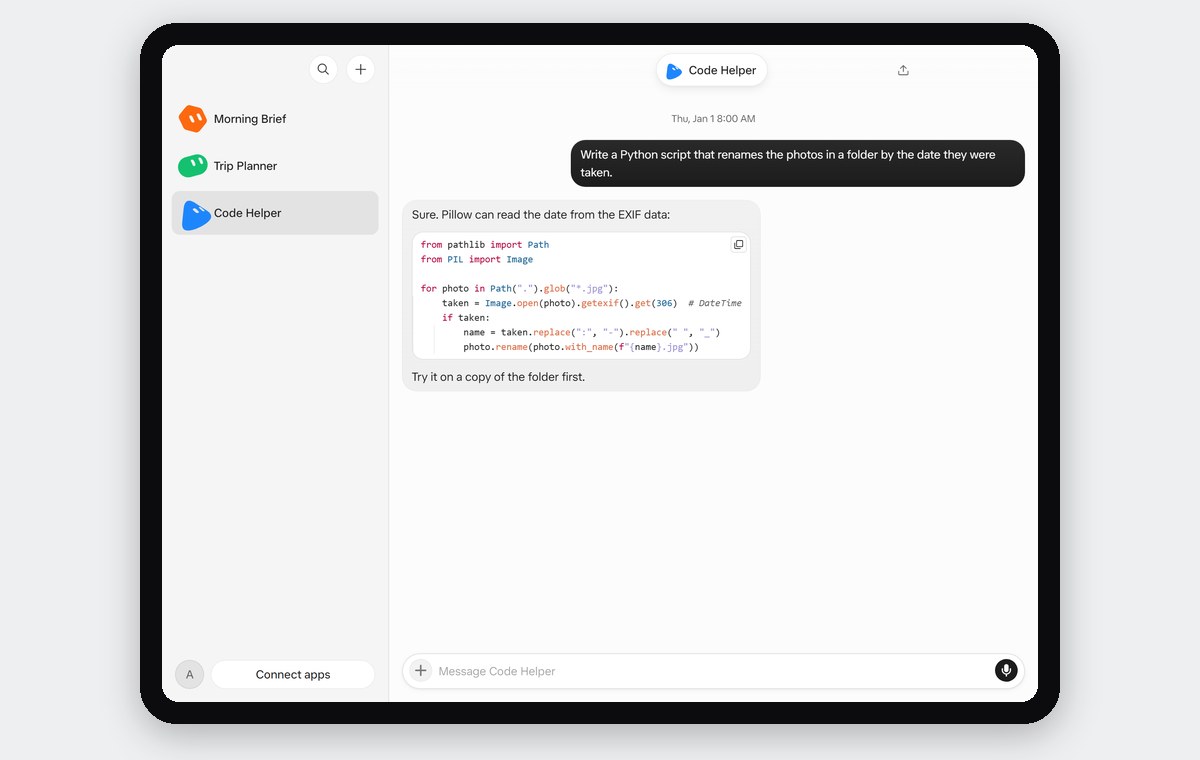 Morning Brief
Trip Planner
Code Helper
A
Connect apps
Code Helper
Thu, Jan 1 8:00 AM
Write a Python script that renames the photos in a folder by the date they were
taken.
Sure. Pillow can read the date from the EXIF data:
from pathlib import Path
from PIL import Image

for photo in Path(".").glob("*.jpg"):
    taken = Image.open(photo).getexif().get(306)  # DateTime
    if taken:
        name = taken.replace(":", "-").replace(" ", "_")
        photo.rename(photo.with_name(f"{name}.jpg"))
Try it on a copy of the folder first.
Message Code Helper